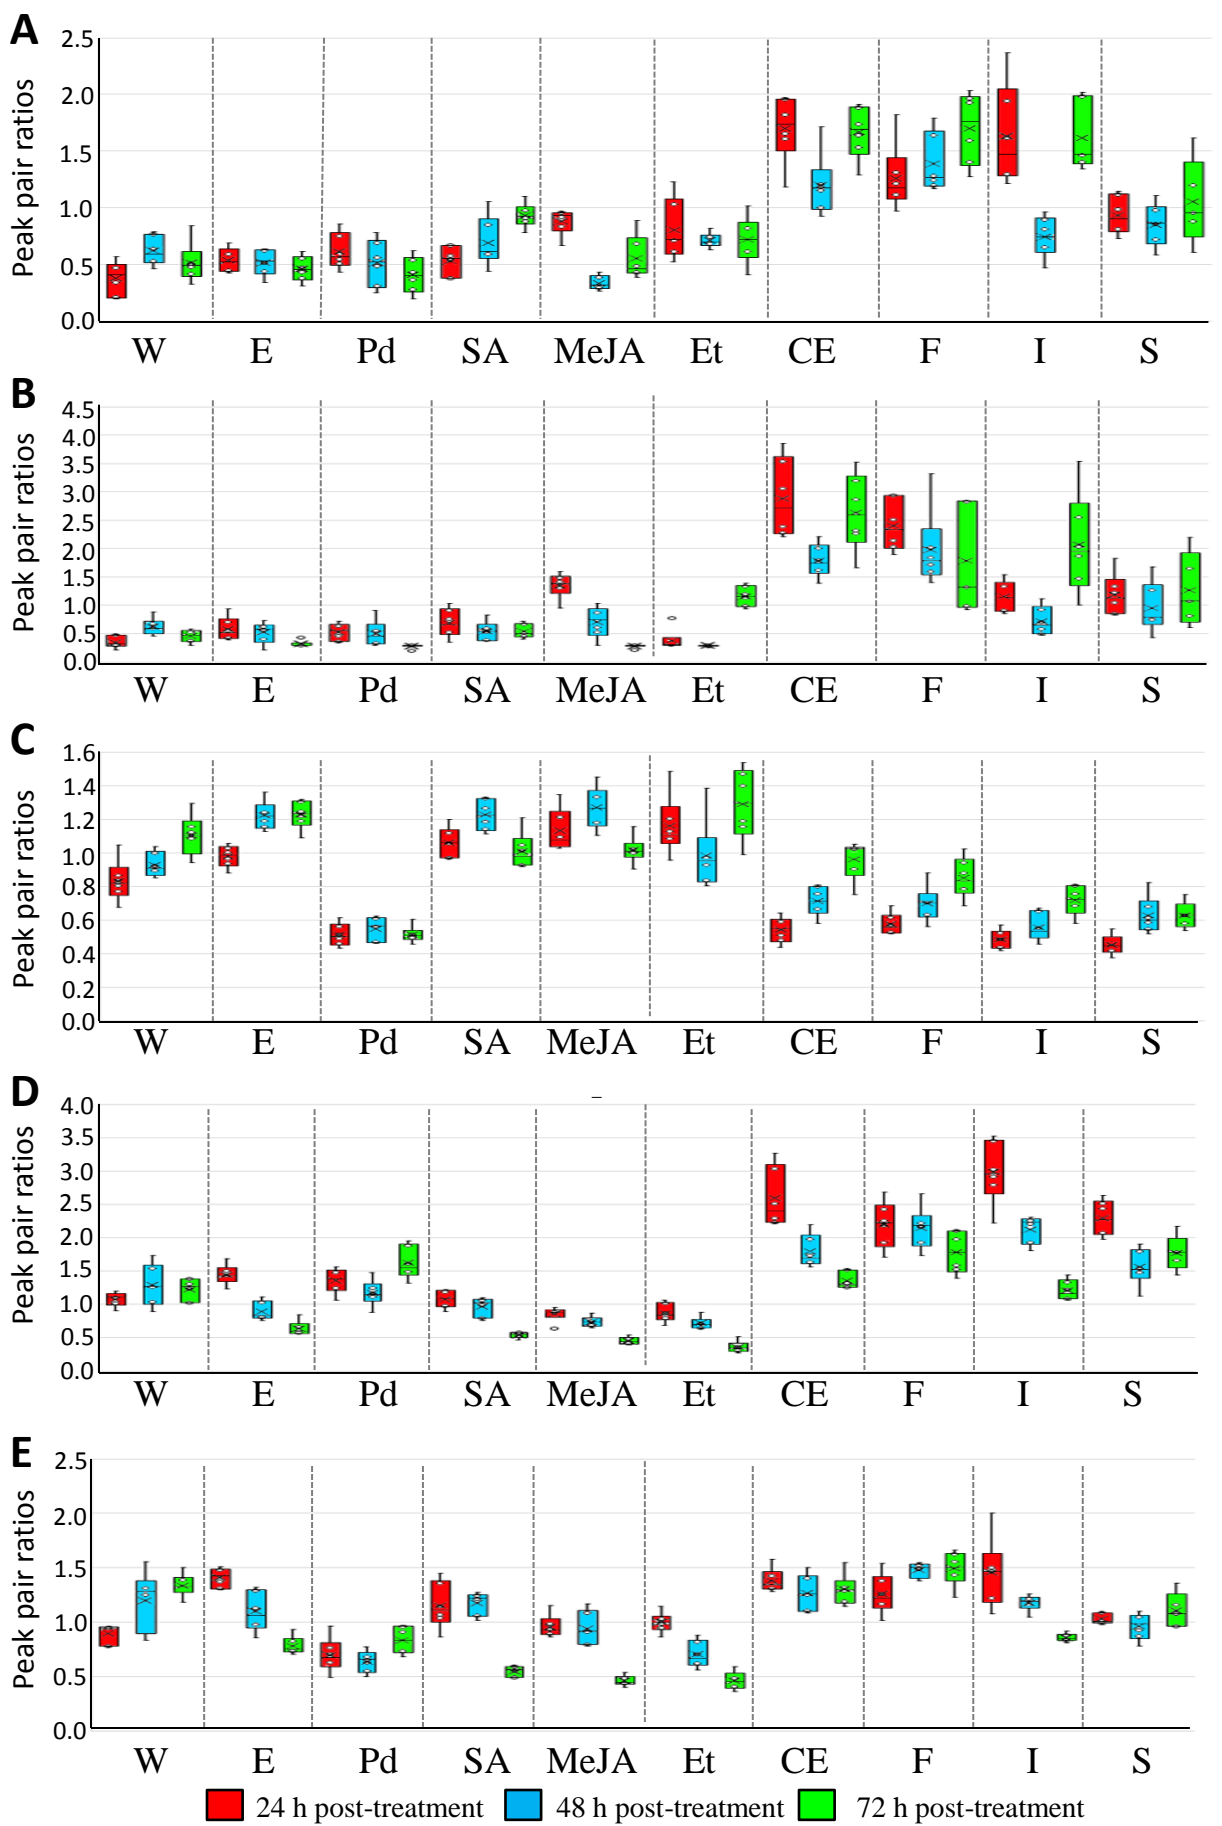 A
Peak pair ratios
2.5
2.0
1.5
1.0
0.5
0.0
W E Pd SA MeJA Et CE F I S
B
Peak pair ratios
4.5
4.0
3.5
3.0
2.5
2.0
1.5
1.0
0.5
0.0
W E Pd SA MeJA Et CE F I S
C
Peak pair ratios
1.6
1.4
1.2
1.0
0.8
0.6
0.4
0.2
0.0
W E Pd SA MeJA Et CE F I S
D
Peak pair ratios
4.0
3.5
3.0
2.5
2.0
1.5
1.0
0.5
0.0
W E Pd SA MeJA Et CE F I S
E
Peak pair ratios
2.5
2.0
1.5
1.0
0.5
0.0
W E Pd SA MeJA Et CE F I S
24 h post-treatment 48 h post-treatment 72 h post-treatment